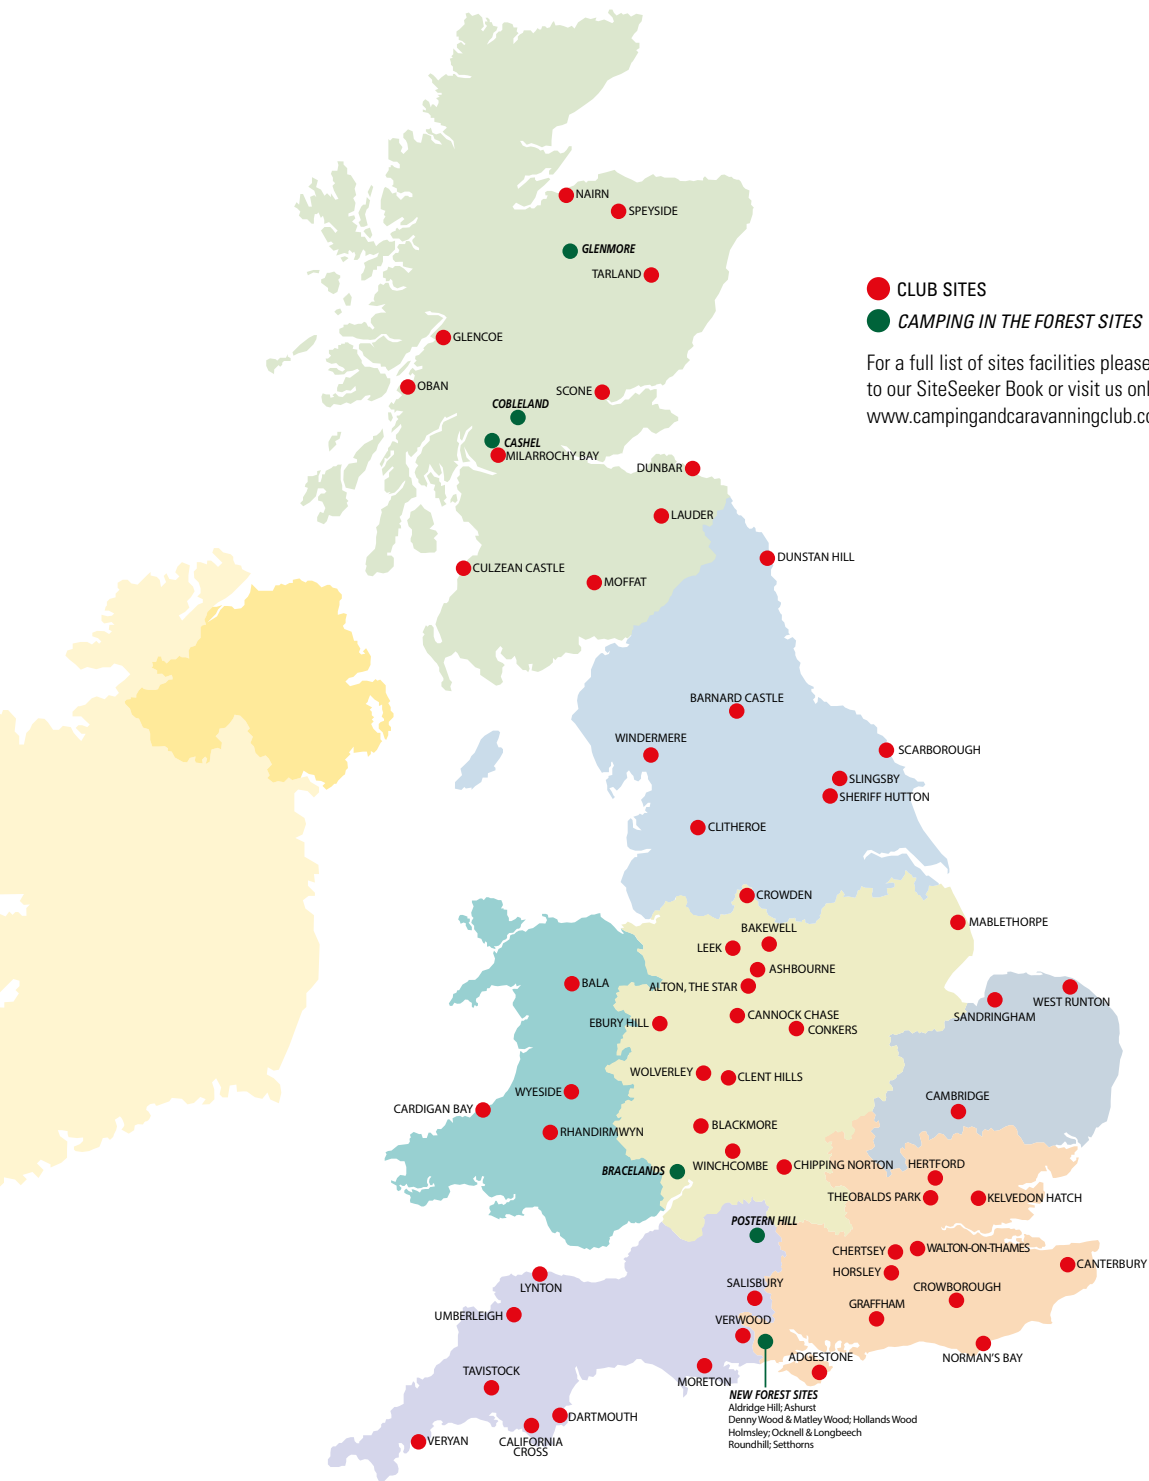 NAIRN
SPEYSIDE
GLENMORE
TARLAND
CLUB SITES
CAMPING IN THE FOREST SITES
For a full list of sites facilities please
to our SiteSeeker Book or visit us
www.campingandcaravanningclub.co
GLENCOE
OBAN
SCONE
COBLELAND
CASHEL
MILARROCHY BAY
DUNBAR
LAUDER
DUNSTAN HILL
CULZEAN CASTLE
MOFFAT
BARNARD CASTLE
WINDERMERE
SCARBOROUGH
SLINGSBY
SHERIFF HUTTON
CLITHEROE
CROWDEN
MABLETHORPE
BAKEWELL
LEEK
ASHBOURNE
BALA
ALTON, THE STAR
WEST RUNTON
SANDRINGHAM
CANNOCK CHASE
EBURY HILL
CONKERS
WOLVERLEY
CLENT HILLS
WYESIDE
CAMBRIDGE
CARDIGAN BAY
RHANDIRMWYN
BLACKMORE
WINCHCOMBE
CHIPPING NORTON
HERTFORD
BRACELANDS
THEOBALDS PARK
KELVEDON HATCH
POSTERN HILL
CHERTSEY
WALTON-ON-THAMES
CANTERBURY
HORSLEY
LYNTON
SALISBURY
CROWBOROUGH
GRAFFHAM
UMBERLEIGH
VERWOOD
NORMAN'S BAY
ADGESTONE
TAVISTOCK
MORETON
NEW FOREST SITES
Aldridge Hill; Ashurst
Denny Wood & Matley Wood; Hollands Wood
Holmsley; Ocknell & Longbeech
Roundhill; Setthorns
DARTMOUTH
VERYAN
CALIFORNIA
CROSS